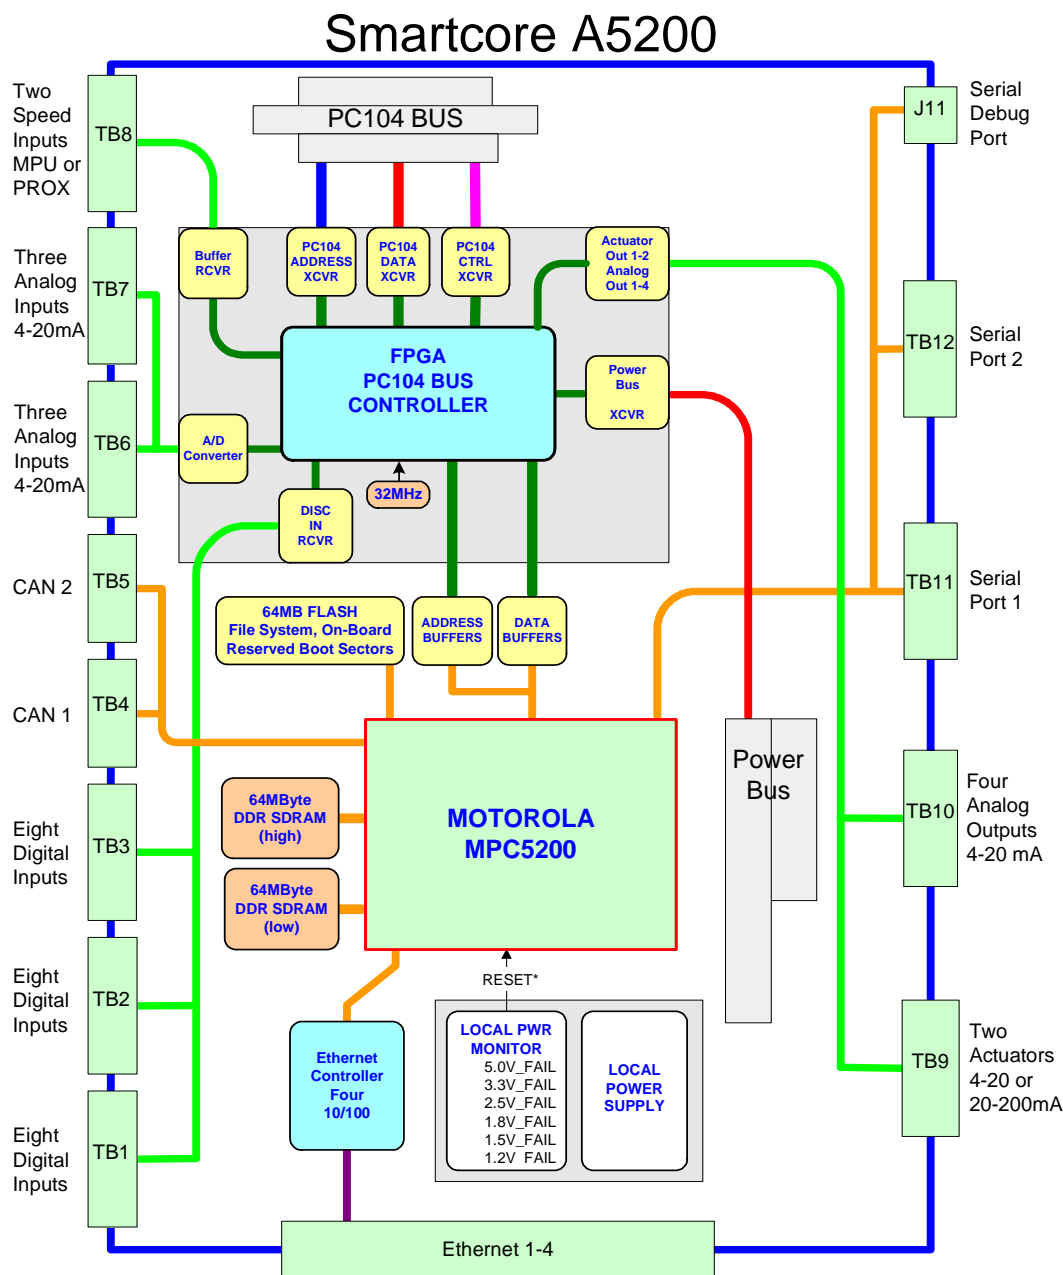 Smartcore A5200
Two
Speed
Inputs
MPU or
PROX
TB8
PC104 BUS
J11
Serial
Debug
Port
Three
Analog
Inputs
4-20mA
TB7
Buffer
RCVR
PC104
ADDRESS
XCVR
PC104
DATA
XCVR
PC104
CTRL
XCVR
Actuator
Out 1-2
Analog
Out 1-4
TB12
Serial
Port 2
FPGA
PC104 BUS
CONTROLLER
Power
Bus
XCVR
Three
Analog
Inputs
4-20mA
TB6
A/D
Converter
32MHz
DISC
IN
RCVR
CAN 2
TB5
TB11
Serial
Port 1
64MB FLASH
File System, On-Board
Reserved Boot Sectors
ADDRESS
BUFFERS
DATA
BUFFERS
CAN 1
TB4
Power
Bus
Eight
Digital
Inputs
TB3
64MByte
DDR SDRAM
(high)
MOTOROLA
MPC5200
TB10
Four
Analog
Outputs
4-20 mA
64MByte
DDR SDRAM
(low)
Eight
Digital
Inputs
TB2
RESET*
Ethernet
Controller
Four
10/100
LOCAL PWR
MONITOR
5.0V_FAIL
3.3V_FAIL
2.5V_FAIL
1.8V_FAIL
1.5V_FAIL
1.2V FAIL
LOCAL
POWER
SUPPLY
TB9
Two
Actuators
4-20 or
20-200mA
Eight
Digital
Inputs
TB1
Ethernet 1-4